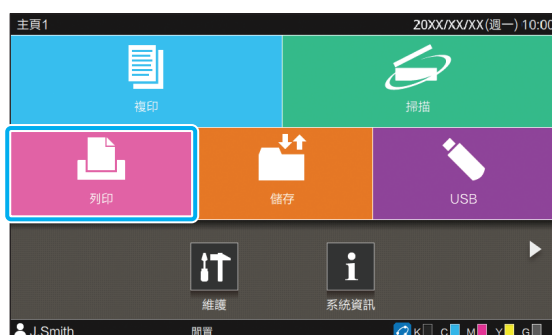 主頁1 20XX/XX/XX(週一) 10:00
複印 掃描
列印 儲存 USB
維護 系統資訊
J.Smith 閒置 K C M Y G